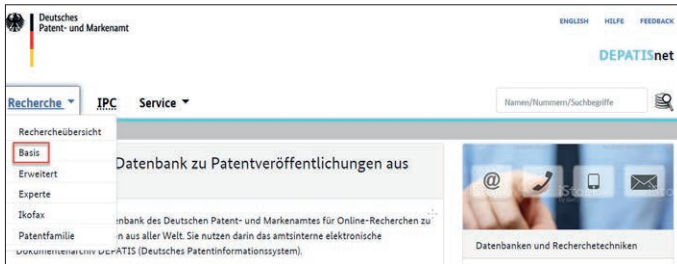 Deutsches
Patent- und Markenamt
ENGLISH HILFE FEEDBACK
DEPATISnet
Recherche IPC Service
Namen/Nummern/Suchbegriffe
Rechercheübersicht
Basis
Erweitert
Experte
Ikofax
Patentfamilie
Datenbank zu Patentveröffentlichungen aus
nbank des Deutschen Patent- und Markenamtes für Online-Recherchen zu
n aus aller Welt. Sie nutzen darin das amtsinterne elektronische
Dokumentenarchiv DEPATIS (Deutsches Patentinformationssystem).
@
Datenbanken und Recherchetechniken